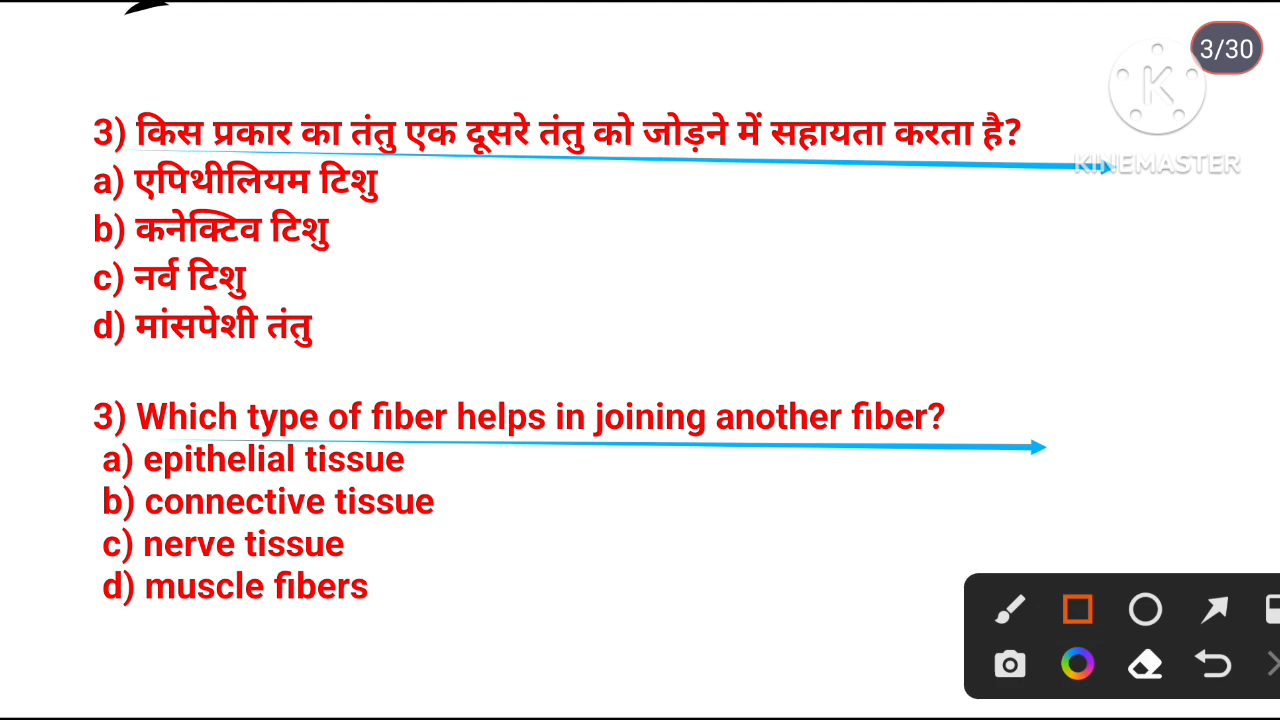 3/30
KINEMASTER
3) किस प्रकार का तंतु एक दूसरे तंतु को जोड़ने में सहायता करता है?
a) एपिथीलियम टिशु
b) कनेक्टिव टिशु
c) नर्व टिशु
d) मांसपेशी तंतु
3) Which type of fiber helps in joining another fiber?
a) epithelial tissue
b) connective tissue
c) nerve tissue
d) muscle fibers